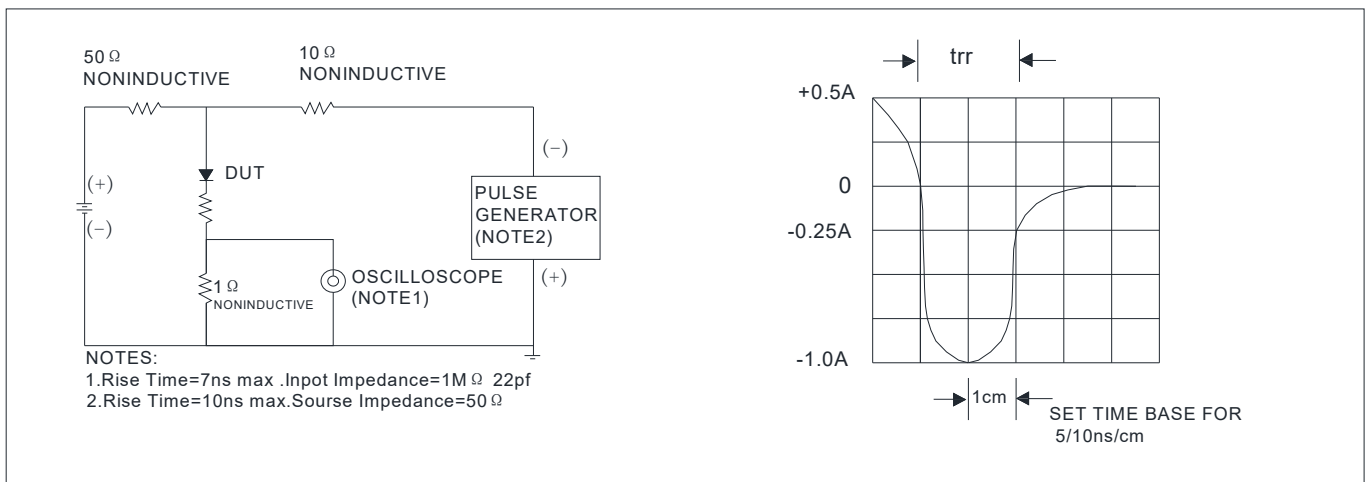 50 Ω
NONINDUCTIVE
10 Ω
NONINDUCTIVE
(+)
(−)
DUT
1 Ω
NONINDUCTIVE
OSCILLOSCOPE
(NOTE1)
(−)
PULSE
GENERATOR
(NOTE2)
(+)
NOTES:
1.Rise Time=7ns max .Inpot Impedance=1M Ω 22pf
2.Rise Time=10ns max.Sourse Impedance=50 Ω
trr
+0.5A
0
-0.25A
-1.0A
1cm
SET TIME BASE FOR
5/10ns/cm